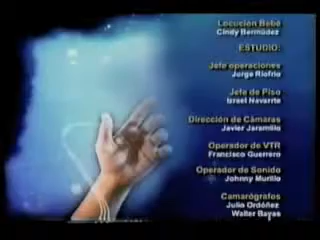 Locución Bebé
Cindy Bermúdez
ESTUDIO:
Jefe operaciones
Jorge Riofrío
Jefe de Piso
Israel Navarrte
Dirección de Cámaras
Javier Jaramillo
Operador de VTR
Francisco Guerrero
Operador de Sonido
Johnny Murillo
Camarógrafos
Julio Ordóñez
Walter Bayas